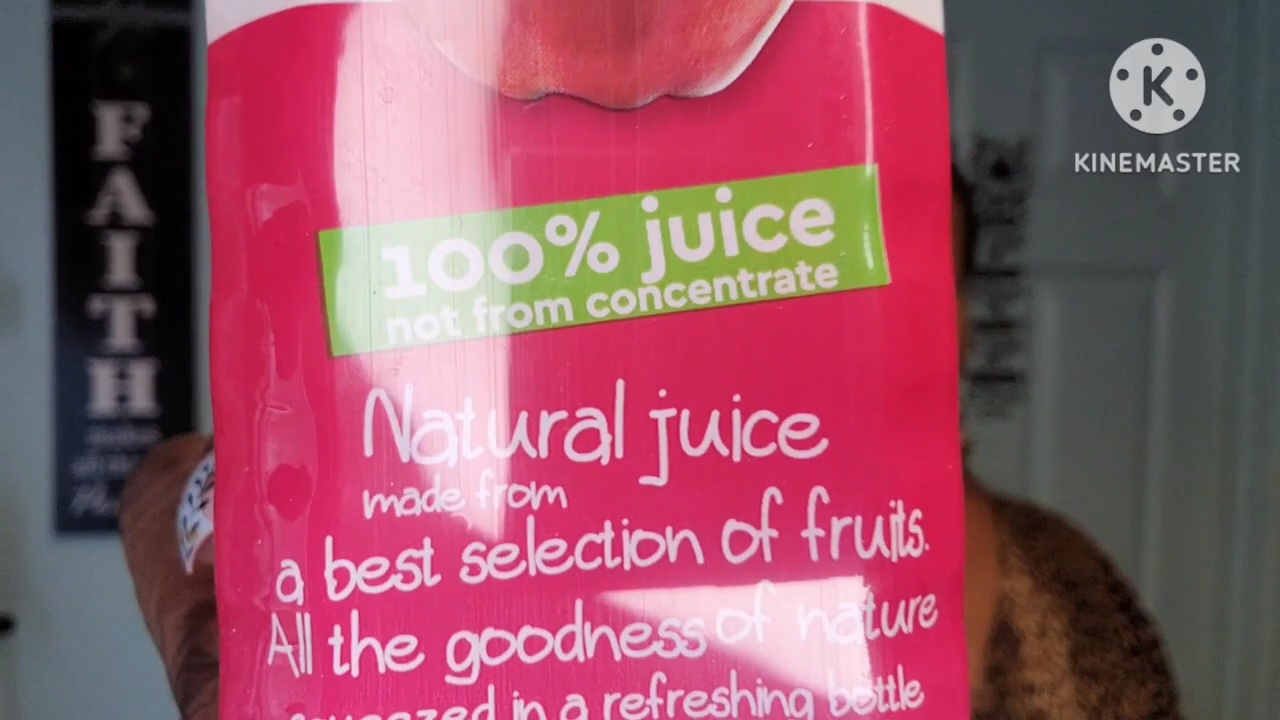 FAITH
K
KINEMASTER
100% juice
not from concentrate
Natural juice
made from
a best selection of fruits.
All the goodness of nature
squeezed in a refreshing bottle